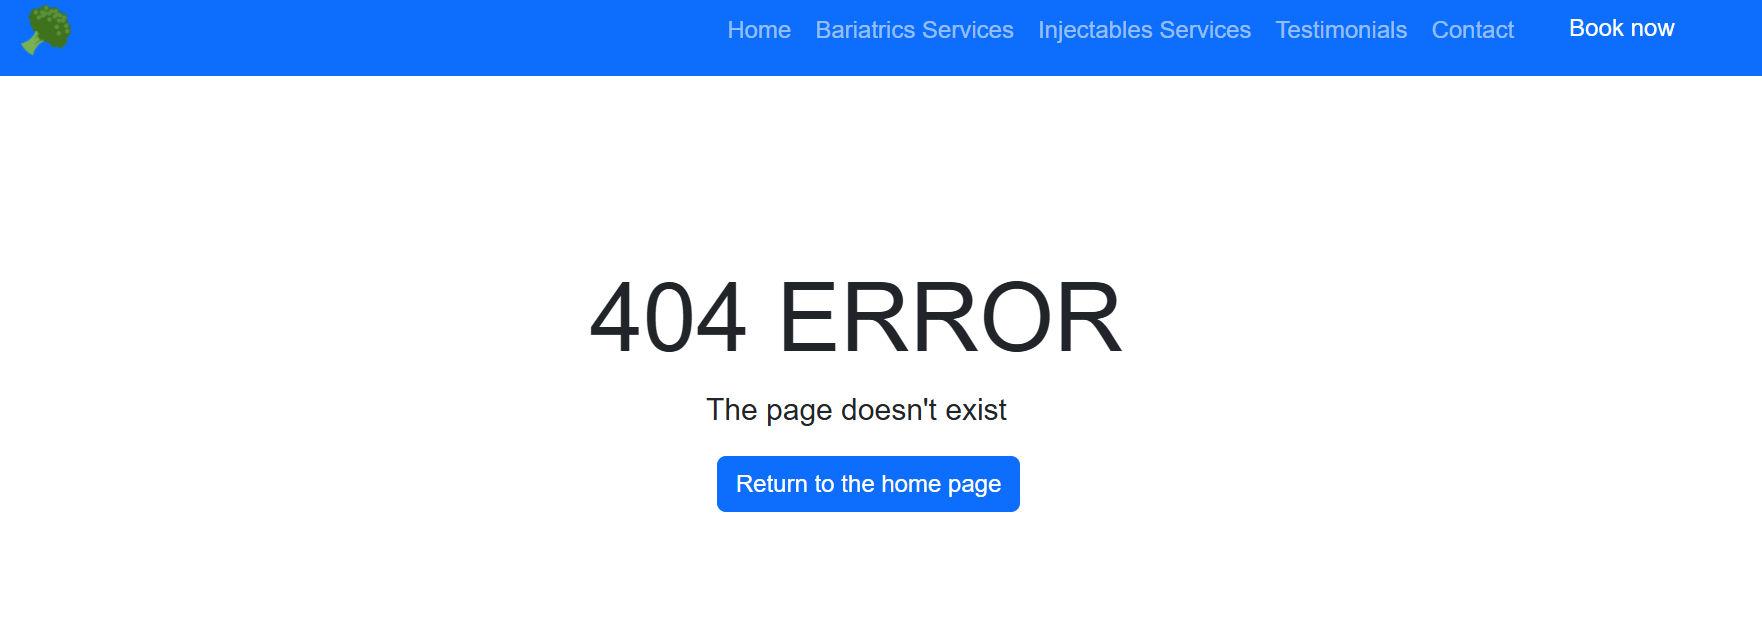 Home Bariatrics Services Injectables Services Testimonials Contact Book now
404 ERROR
The page doesn't exist
Return to the home page